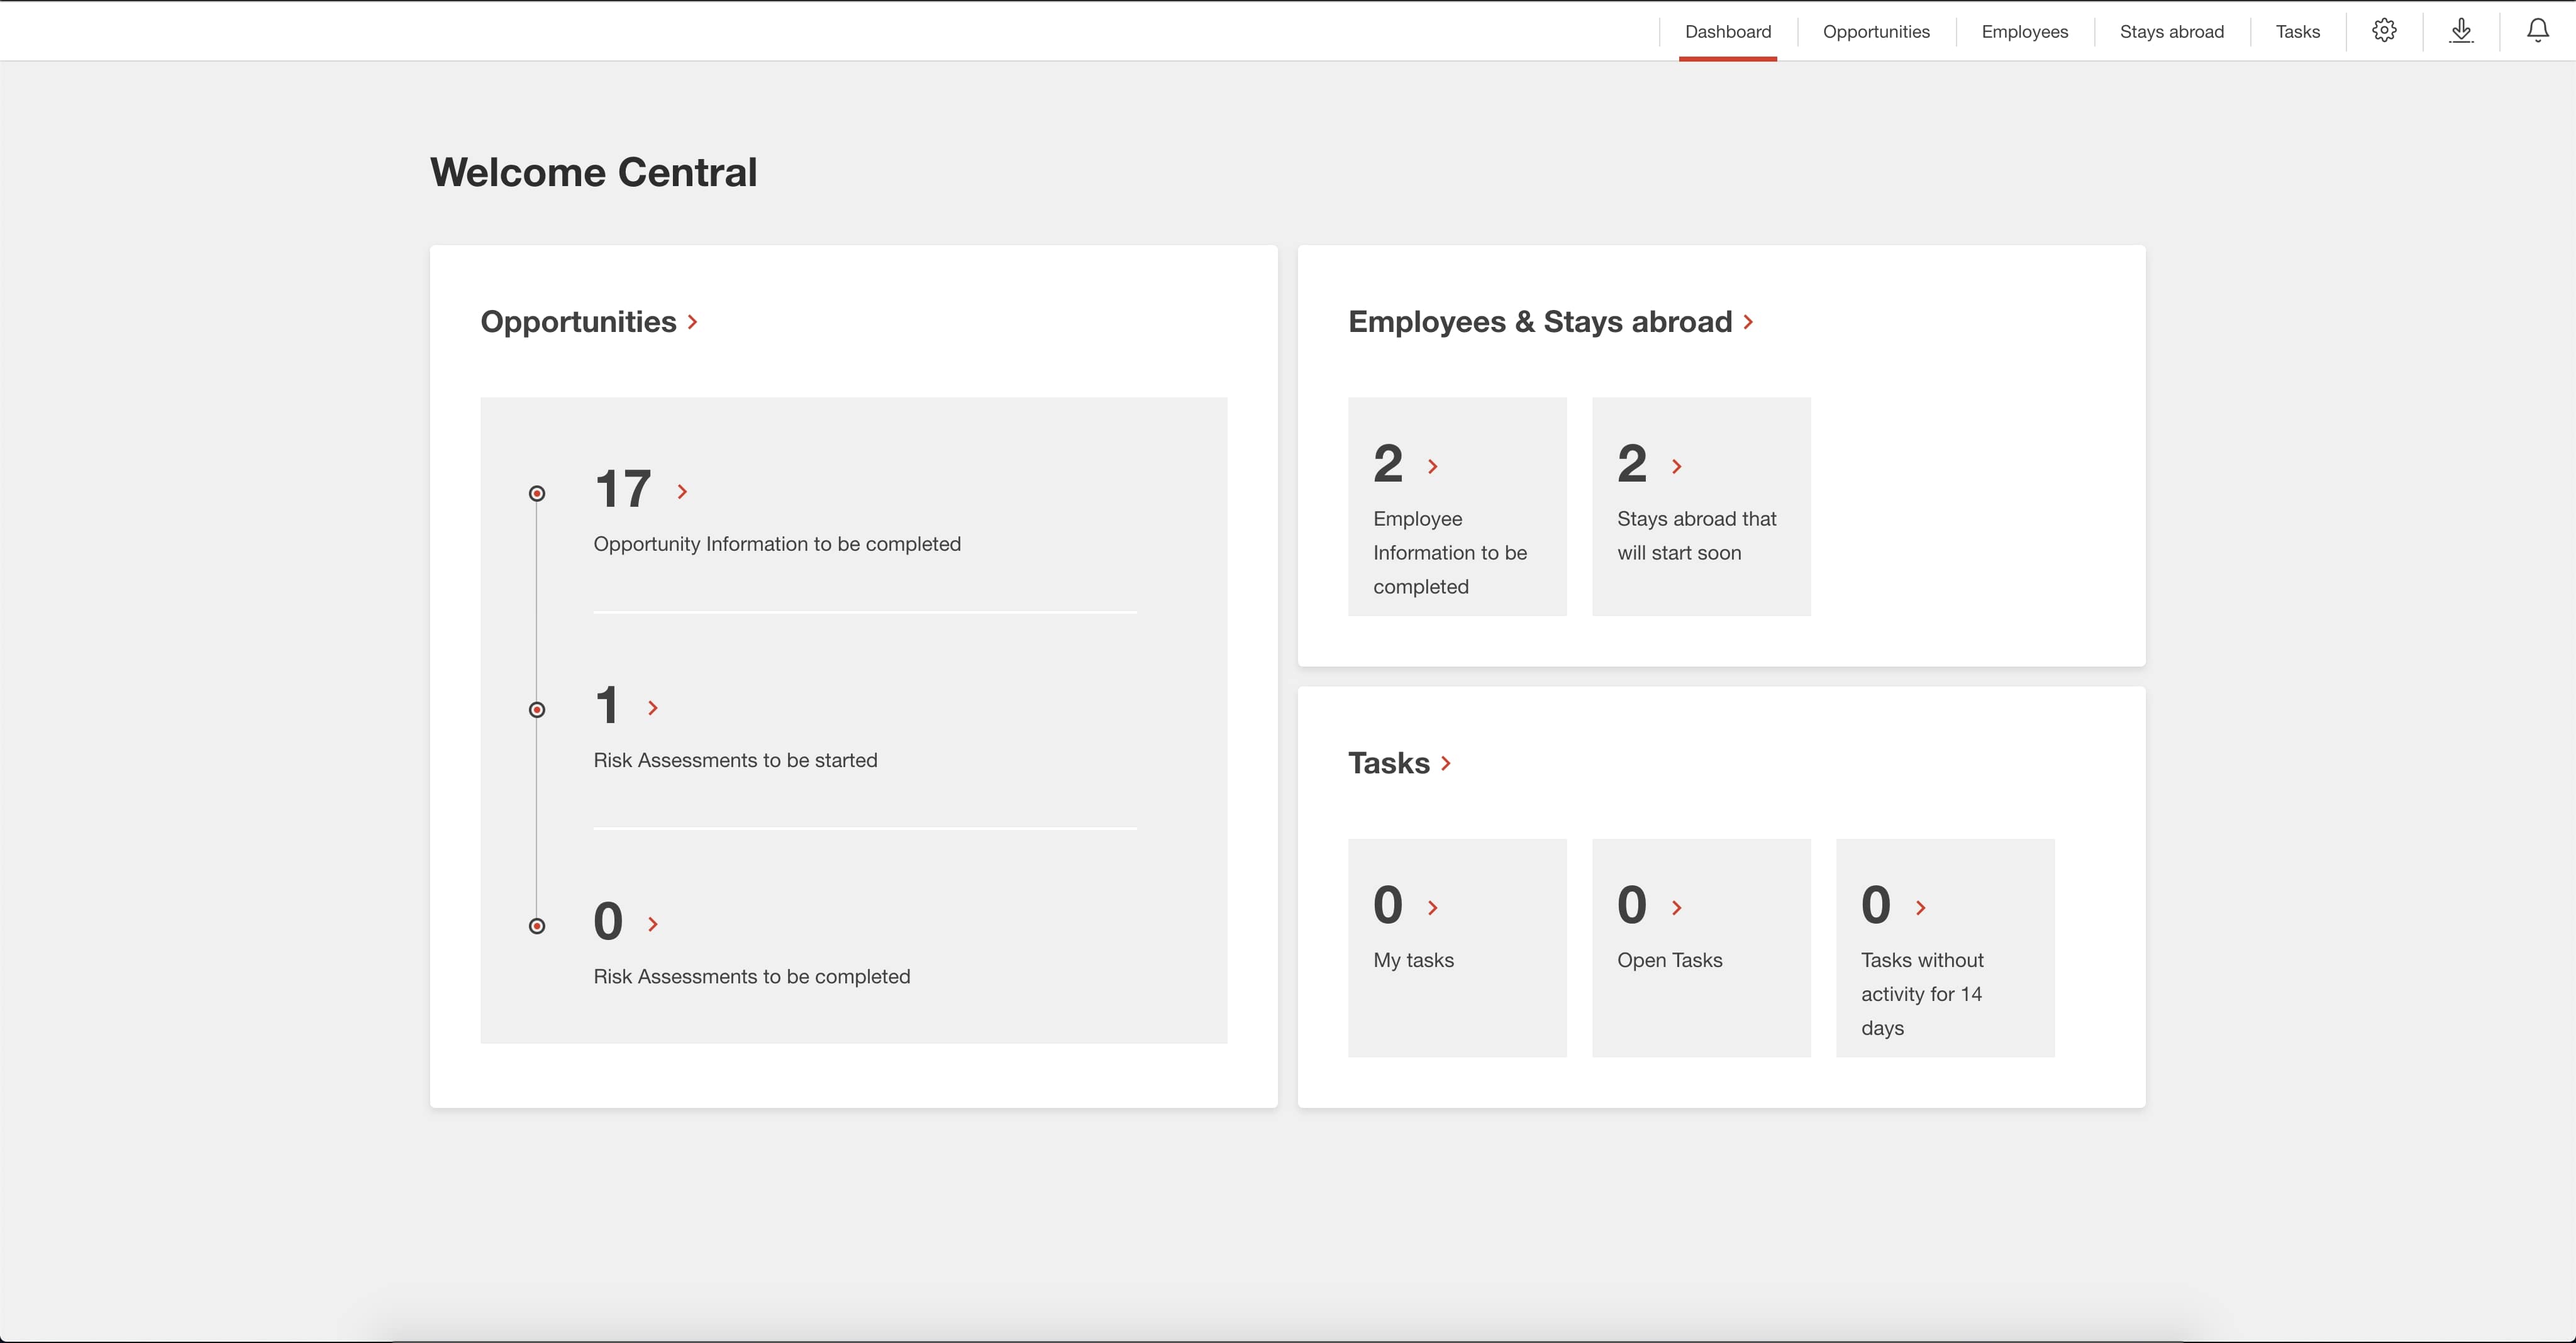 Dashboard
Opportunities
Employees
Stays abroad
Tasks
Welcome Central
Opportunities
17
Opportunity Information to be completed
1
Risk Assessments to be started
0
Risk Assessments to be completed
Employees & Stays abroad
2
Employee
Information to be
completed
2
Stays abroad that
will start soon
Tasks
0
My tasks
0
Open Tasks
0
Tasks without
activity for 14
days